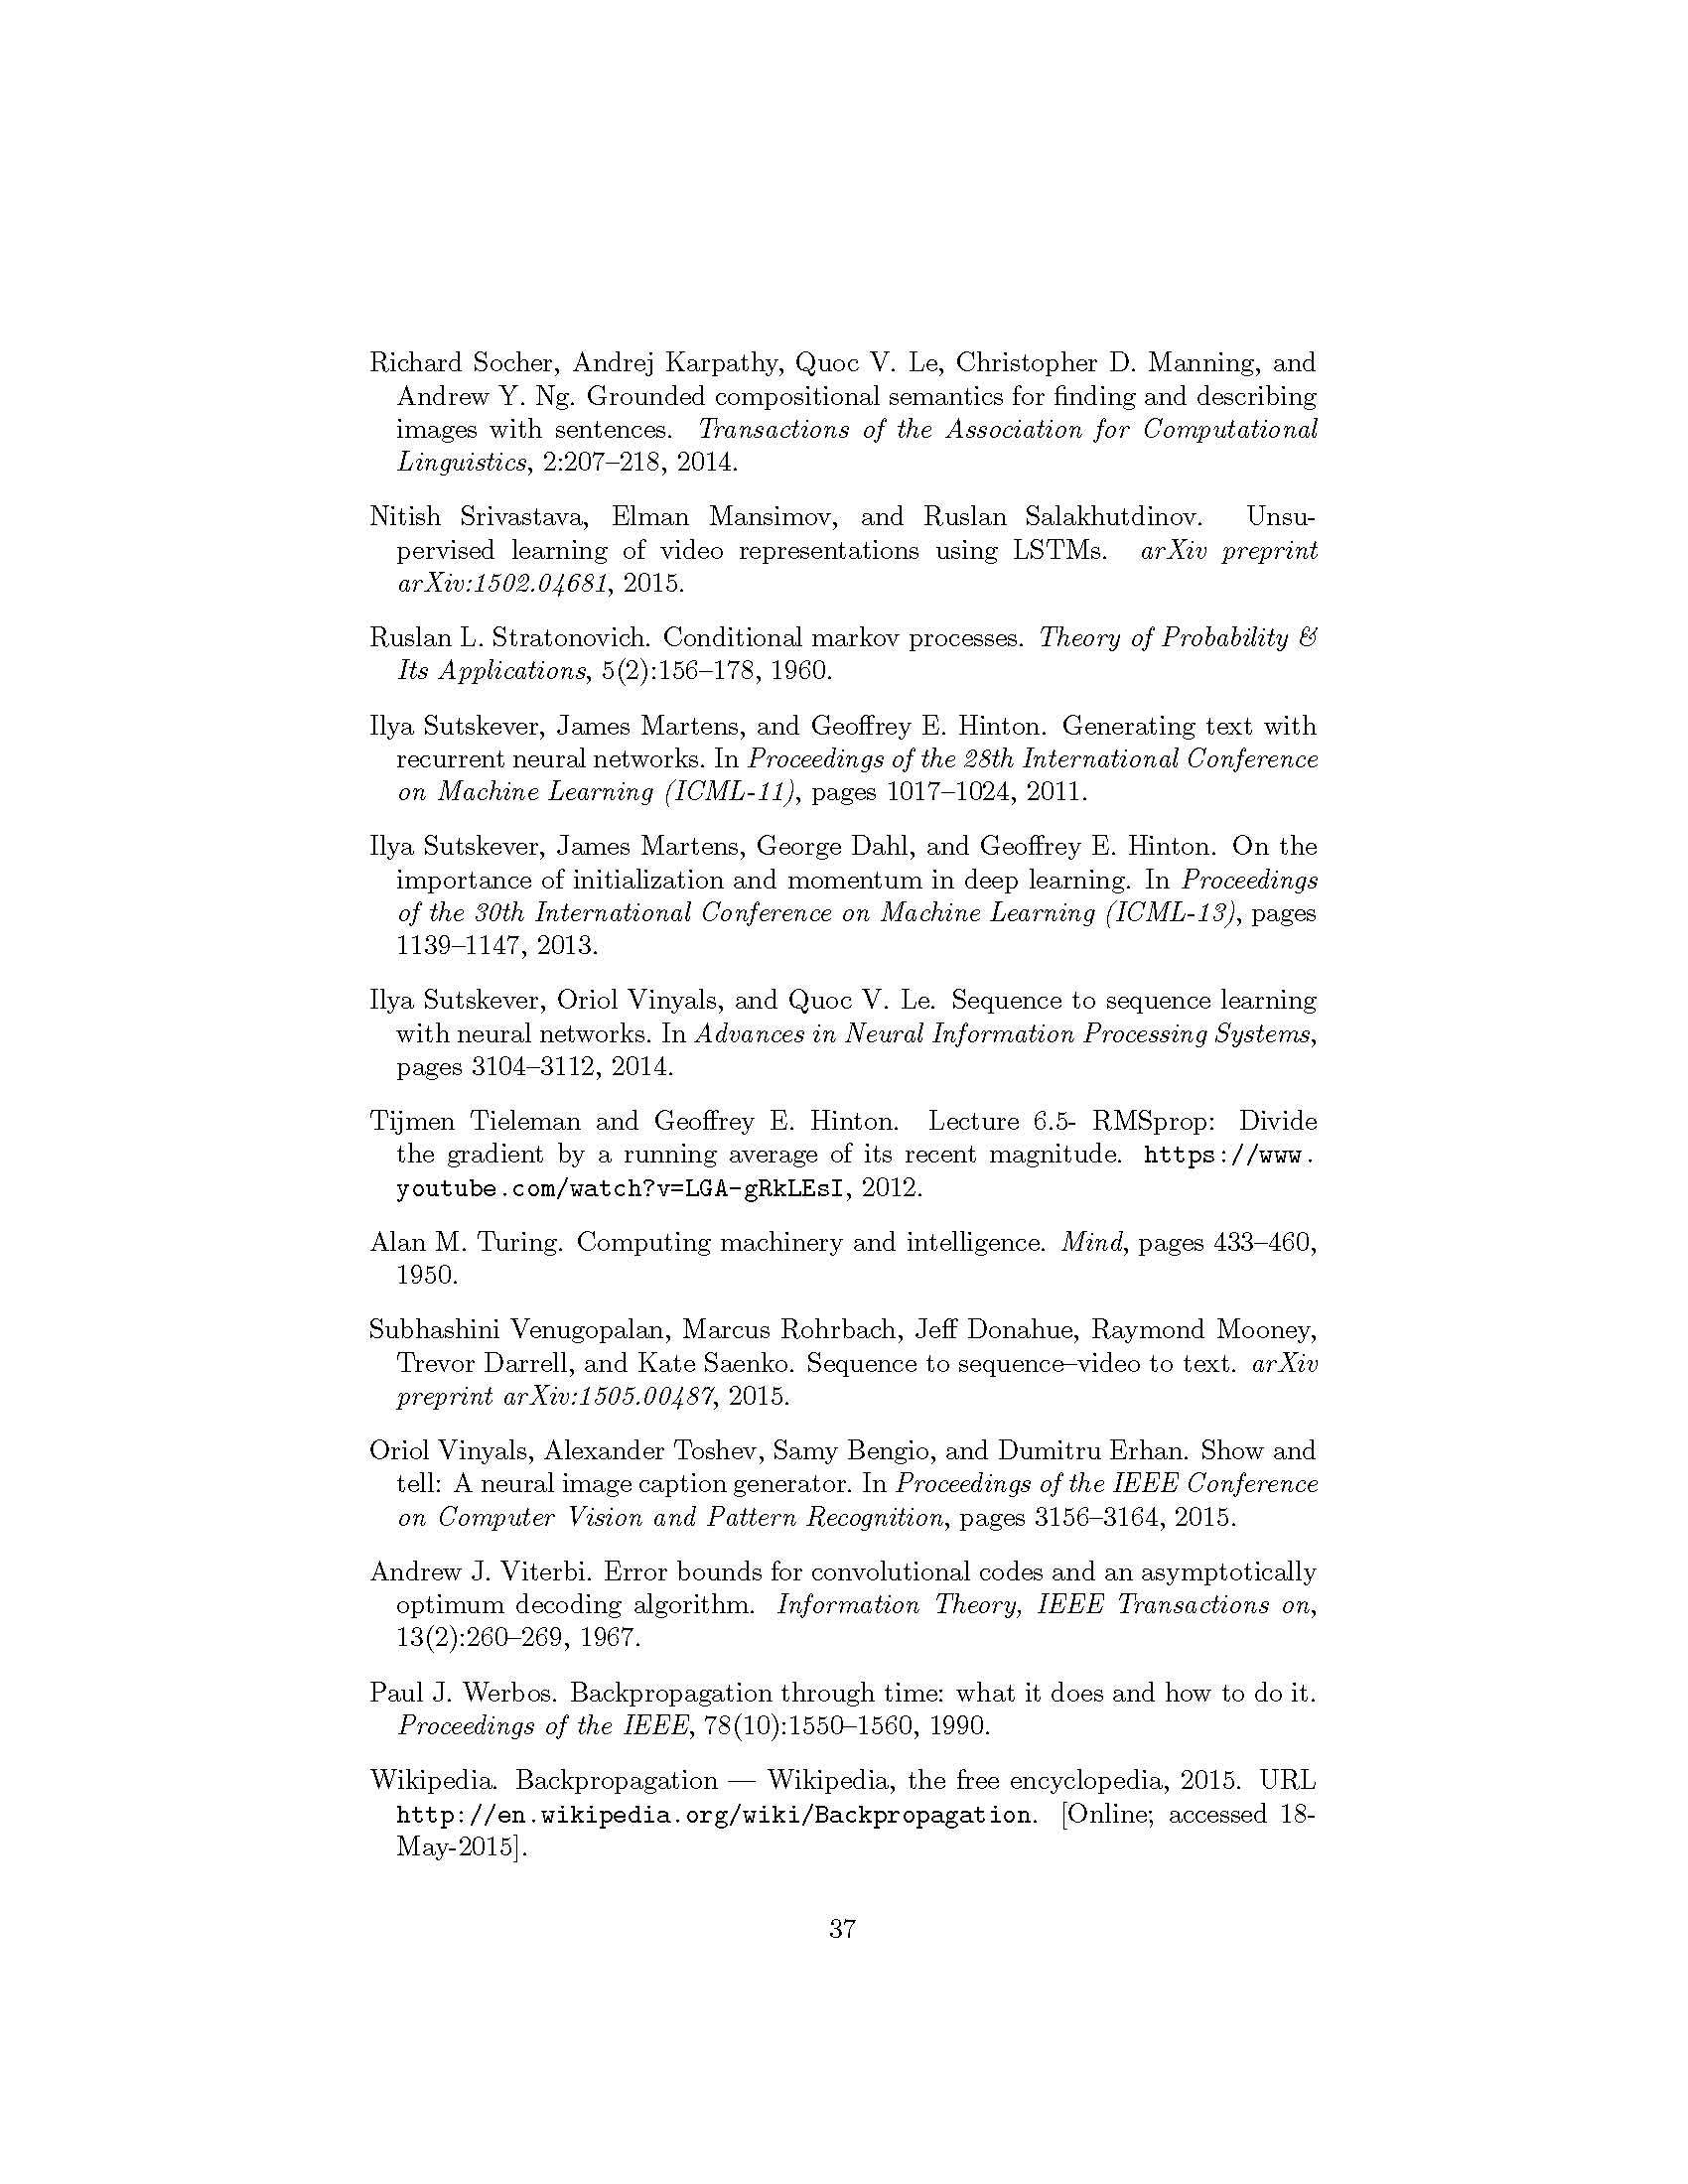 Richard Socher, Andrej Karpathy, Quoc V. Le, Christopher D. Manning, and
Andrew Y. Ng. Grounded compositional semantics for finding and describing
images with sentences. Transactions of the Association for Computational
Linguistics, 2:207–218, 2014.
Nitish Srivastava, Elman Mansimov, and Ruslan Salakhutdinov. Unsu-
pervised learning of video representations using LSTMs. arXiv preprint
arXiv:1502.04681, 2015.
Ruslan L. Stratonovich. Conditional markov processes. Theory of Probability &
Its Applications, 5(2):156–178, 1960.
Ilya Sutskever, James Martens, and Geoffrey E. Hinton. Generating text with
recurrent neural networks. In Proceedings of the 28th International Conference
on Machine Learning (ICML-11), pages 1017–1024, 2011.
Ilya Sutskever, James Martens, George Dahl, and Geoffrey E. Hinton. On the
importance of initialization and momentum in deep learning. In Proceedings
of the 30th International Conference on Machine Learning (ICML-13), pages
1139–1147, 2013.
Ilya Sutskever, Oriol Vinyals, and Quoc V. Le. Sequence to sequence learning
with neural networks. In Advances in Neural Information Processing Systems,
pages 3104–3112, 2014.
Tijmen Tieleman and Geoffrey E. Hinton. Lecture 6.5- RMSprop: Divide
the gradient by a running average of its recent magnitude. https://www.
youtube.com/watch?v=LGA-gRkLEsI, 2012.
Alan M. Turing. Computing machinery and intelligence. Mind, pages 433–460,
1950.
Subhashini Venugopalan, Marcus Rohrbach, Jeff Donahue, Raymond Mooney,
Trevor Darrell, and Kate Saenko. Sequence to sequence–video to text. arXiv
preprint arXiv:1505.00487, 2015.
Oriol Vinyals, Alexander Toshev, Samy Bengio, and Dumitru Erhan. Show and
tell: A neural image caption generator. In Proceedings of the IEEE Conference
on Computer Vision and Pattern Recognition, pages 3156–3164, 2015.
Andrew J. Viterbi. Error bounds for convolutional codes and an asymptotically
optimum decoding algorithm. Information Theory, IEEE Transactions on,
13(2):260–269, 1967.
Paul J. Werbos. Backpropagation through time: what it does and how to do it.
Proceedings of the IEEE, 78(10):1550–1560, 1990.
Wikipedia. Backpropagation — Wikipedia, the free encyclopedia, 2015. URL
http://en.wikipedia.org/wiki/Backpropagation. [Online; accessed 18-
May-2015].
37